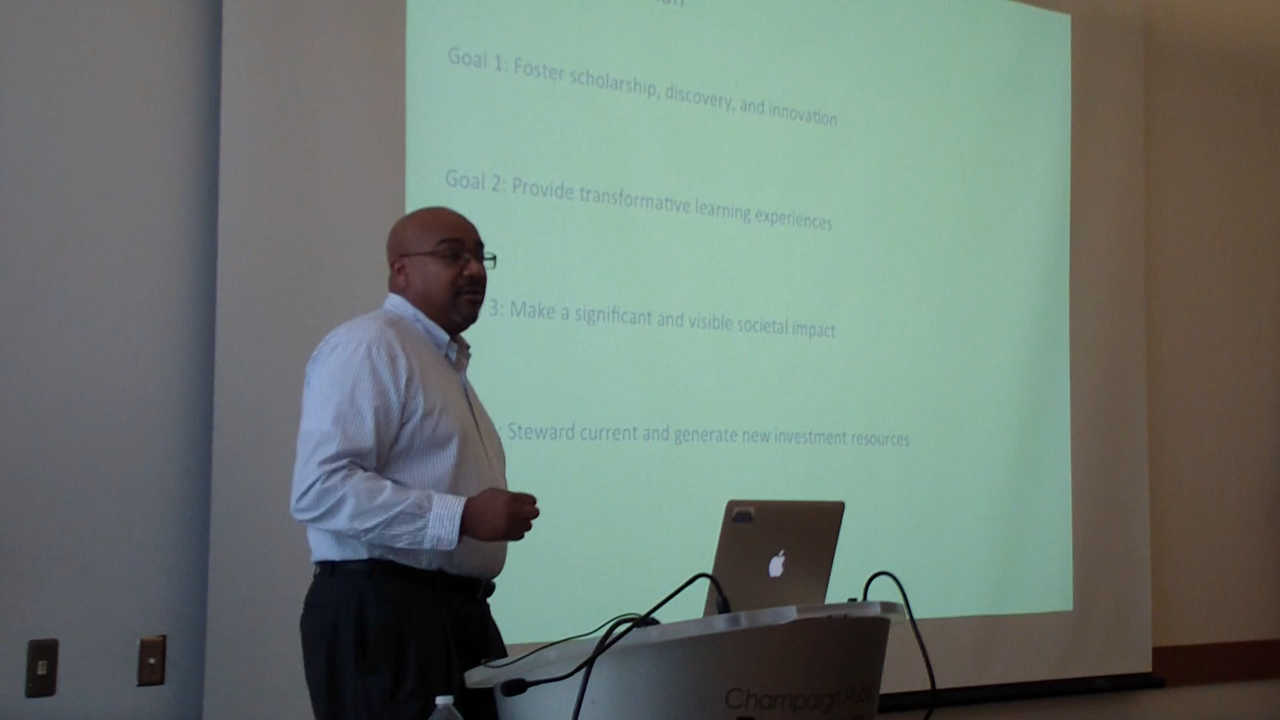 Goal 1: Foster scholarship, discovery, and innovation
Goal 2: Provide transformative learning experiences
3: Make a significant and visible societal impact
: Steward current and generate new investment resources
Champaign